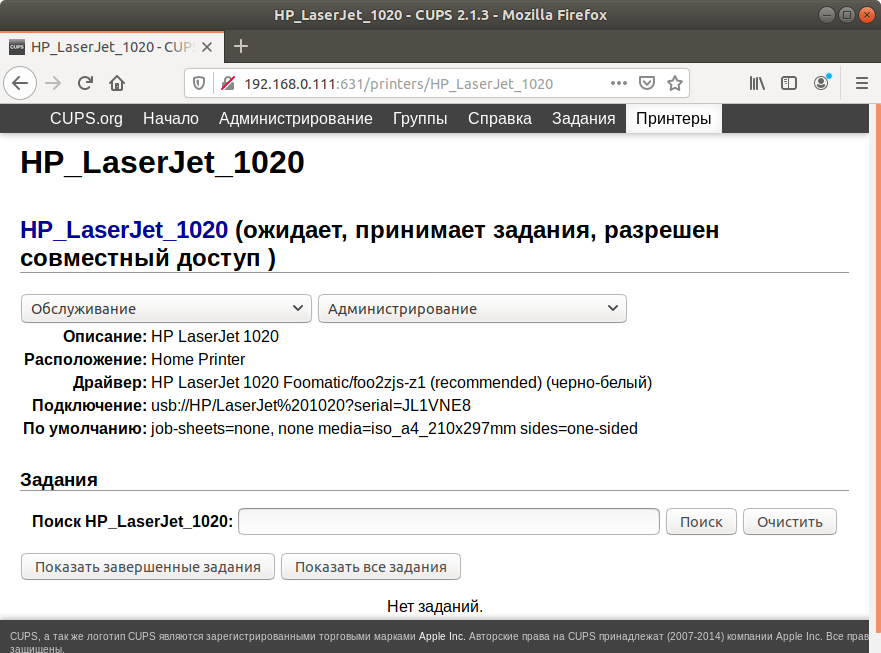 HP_LaserJet_1020 - CUPS 2.1.3 - Mozilla Firefox
CUPS HP_LaserJet_1020 - CUPS
192.168.0.111:631/printers/HP_LaserJet_1020
CUPS.org Начало Администрирование Группы Справка Задания Принтеры
HP_LaserJet_1020
HP_LaserJet_1020 (ожидает, принимает задания, разрешен
совместный доступ )
Обслуживание Администрирование
Описание: HP LaserJet 1020
Расположение: Home Printer
Драйвер: HP LaserJet 1020 Foomatic/foo2zjs-z1 (recommended) (черно-белый)
Подключение: usb://HP/LaserJet%201020?serial=JL1VNE8
По умолчанию: job-sheets=none, none media=iso_a4_210x297mm sides=one-sided
Задания
Поиск HP_LaserJet_1020: Поиск Очистить
Показать завершенные задания Показать все задания
Нет заданий.
CUPS, а так же логотип CUPS являются зарегистрированными торговыми марками Apple Inc. Авторские права на CUPS принадлежат (2007-2014) компании Apple Inc. Все прав
защищены.